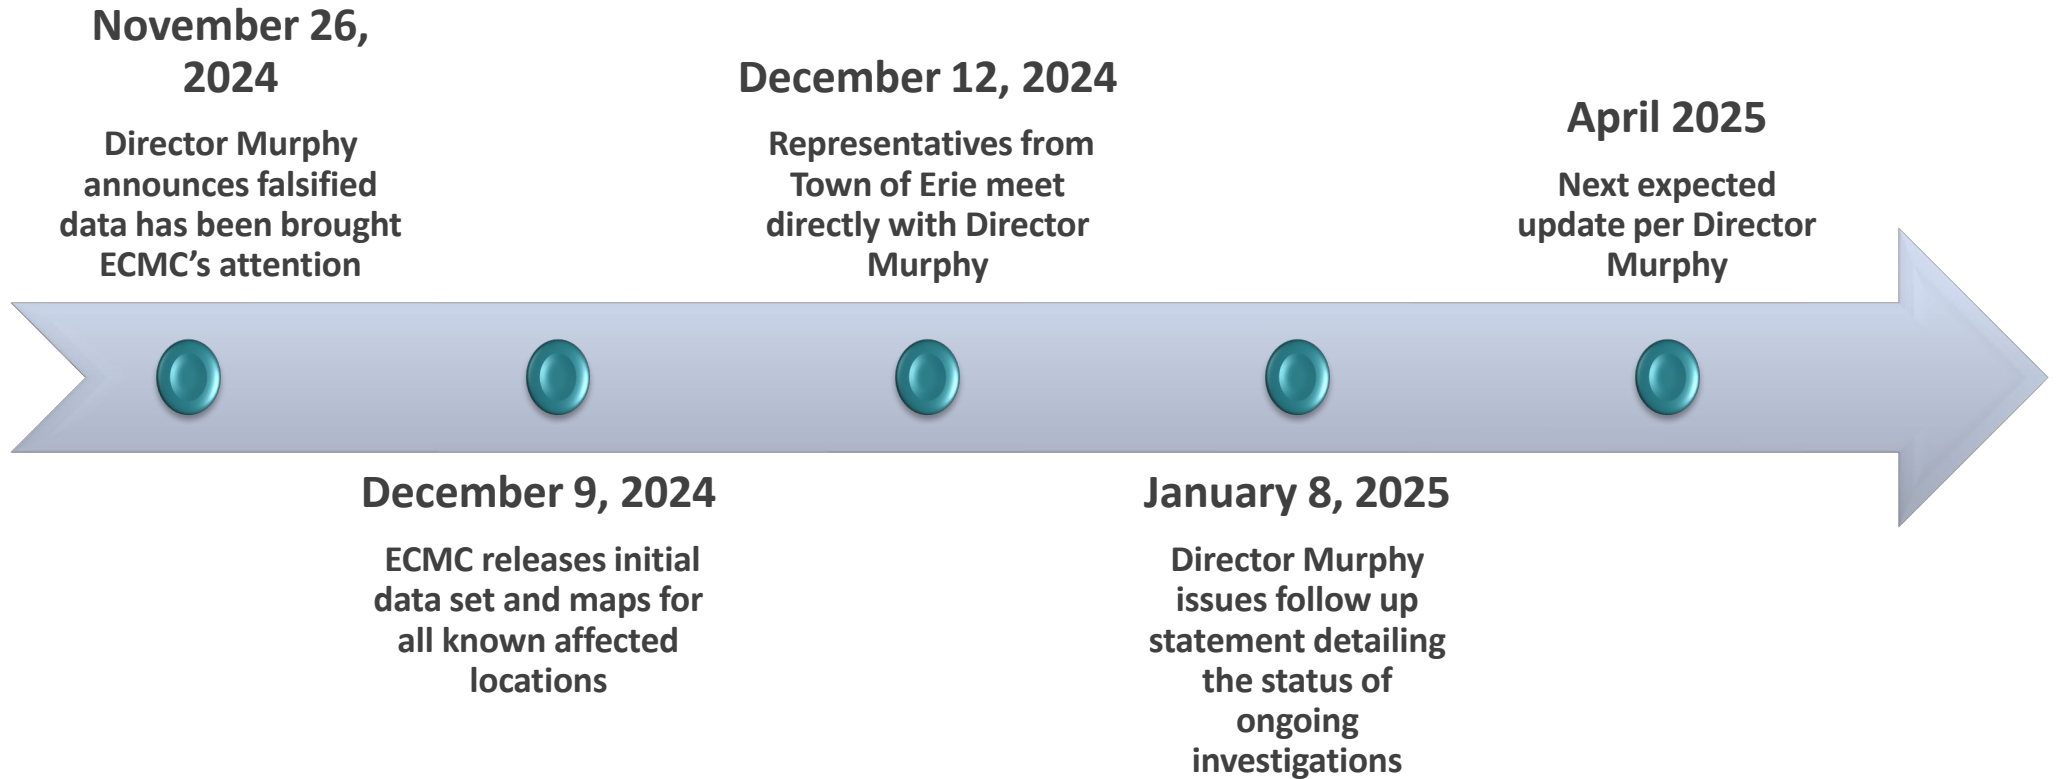 November 26,
2024
Director Murphy
announces falsified
data has been brought
ECMC’s attention
December 9, 2024
ECMC releases initial
data set and maps for
all known affected
locations
December 12, 2024
Representatives from
Town of Erie meet
directly with Director
Murphy
January 8, 2025
Director Murphy
issues follow up
statement detailing
the status of
ongoing
investigations
April 2025
Next expected
update per Director
Murphy